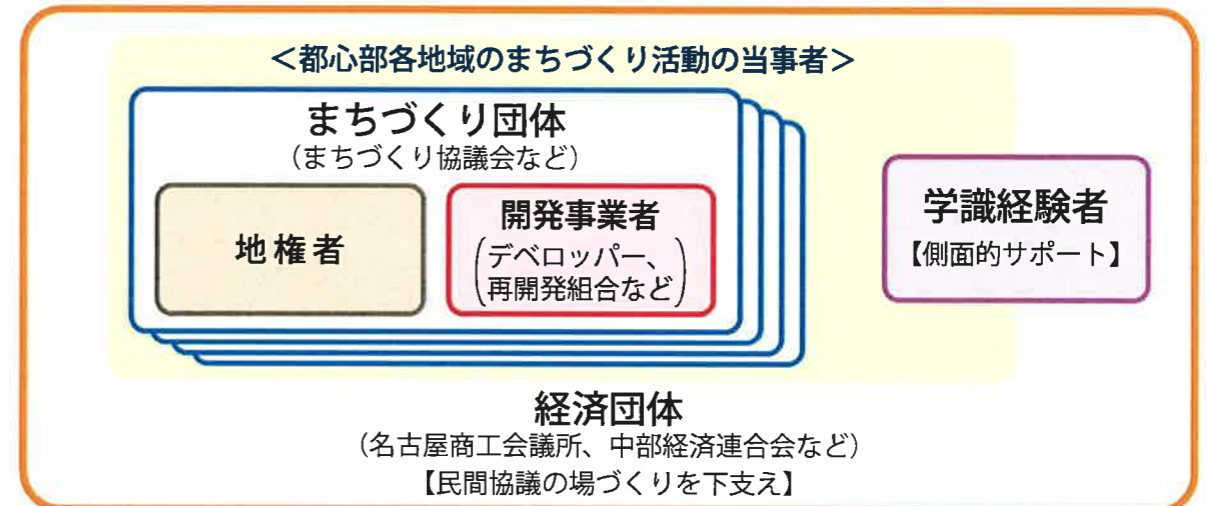 ＜都心部各地域のまちづくり活動の当事者＞
まちづくり団体
（まちづくり協議会など）
地権者
開発事業者
（デベロッパー、
再開発組合など）
学識経験者
【側面的サポート】
経済団体
（名古屋商工会議所、中部経済連合会など）
【民間協議の場づくりを下支え】